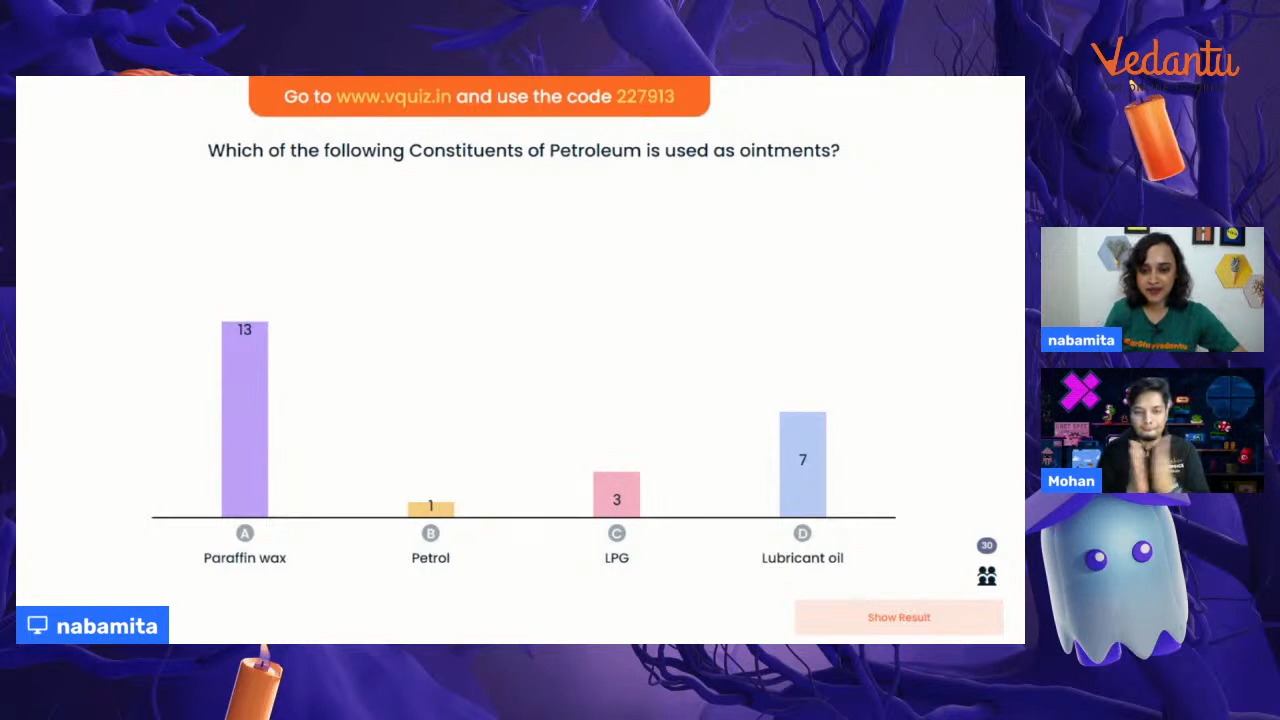 Vedantu
Go to www.vquiz.in and use the code 227913
Which of the following Constituents of Petroleum is used as ointments?
13
1
3
7
A
B
C
D
Paraffin wax
Petrol
LPG
Lubricant oil
30
Show Result
nabamita
nabamita
Mohan